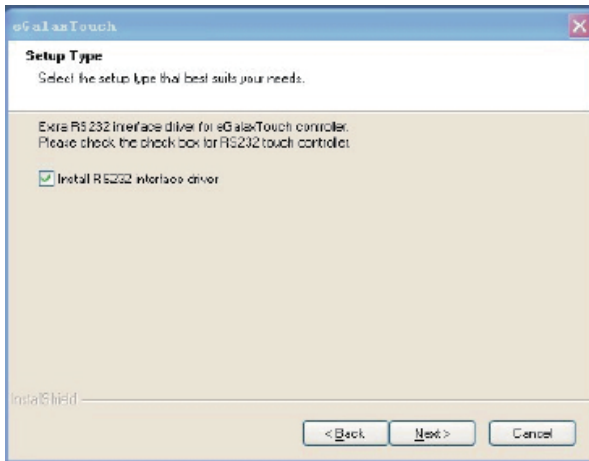 eGalaxTouch
Setup Type
Select the setup type that best suits your needs.
Extra RS232 interface driver for eGalaxTouch controller.
Please check the check box for RS232 touch controller
Install RS232 interface driver
InstallShield
< Back
Next >
Cancel